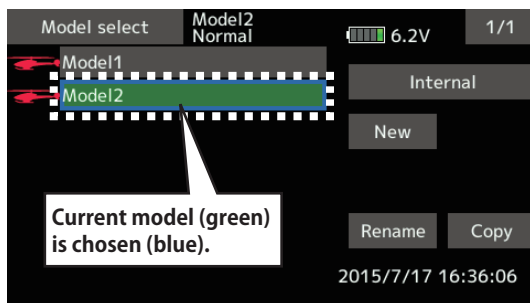 Model select
Model2
Normal
6.2V
1/1
Model1
Internal
Model2
New
Current model (green)
is chosen (blue).
Rename
Copy
2015/7/17 16:36:06